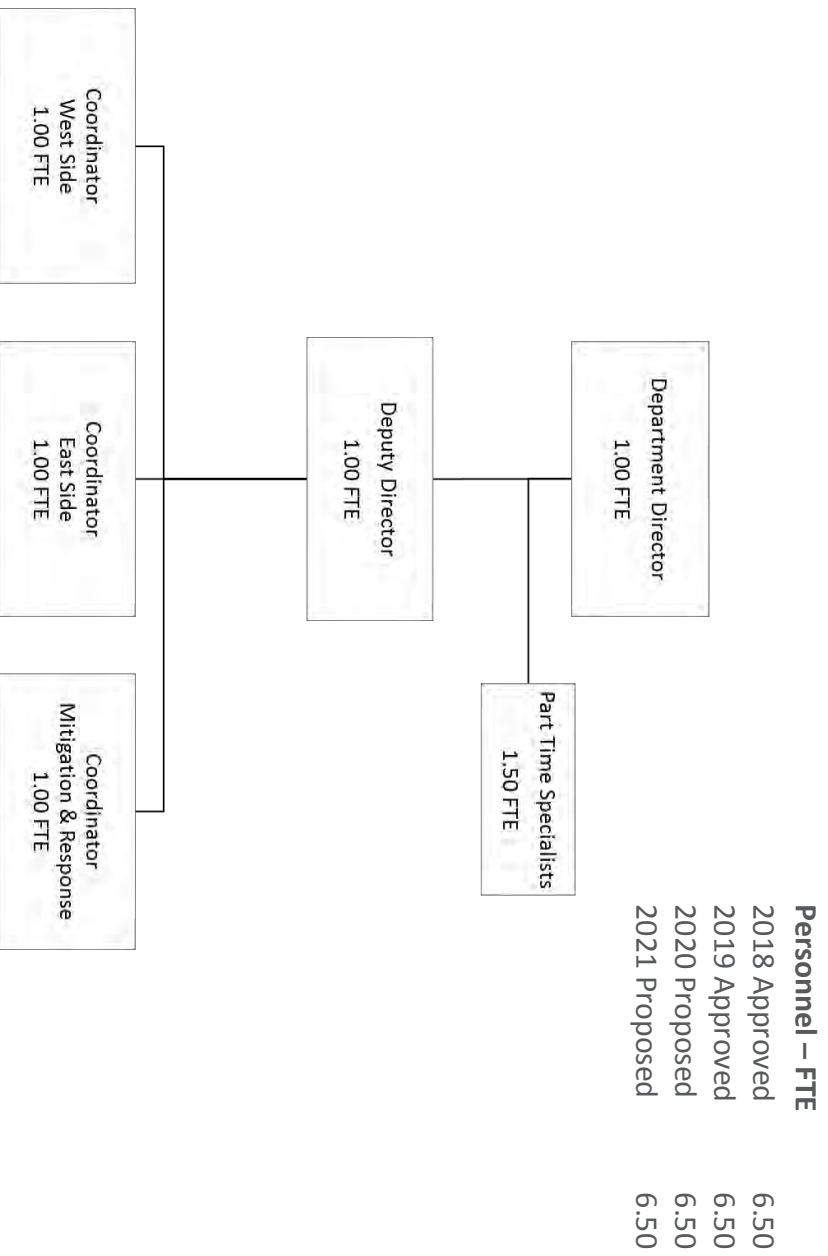 Personnel – FTE
2018 Approved 6.50
2019 Approved 6.50
2020 Proposed 6.50
2021 Proposed 6.50
Department Director
1.00 FTE
Part Time Specialists
1.50 FTE
Deputy Director
1.00 FTE
Coordinator
West Side
1.00 FTE
Coordinator
East Side
1.00 FTE
Coordinator
Mitigation & Response
1.00 FTE